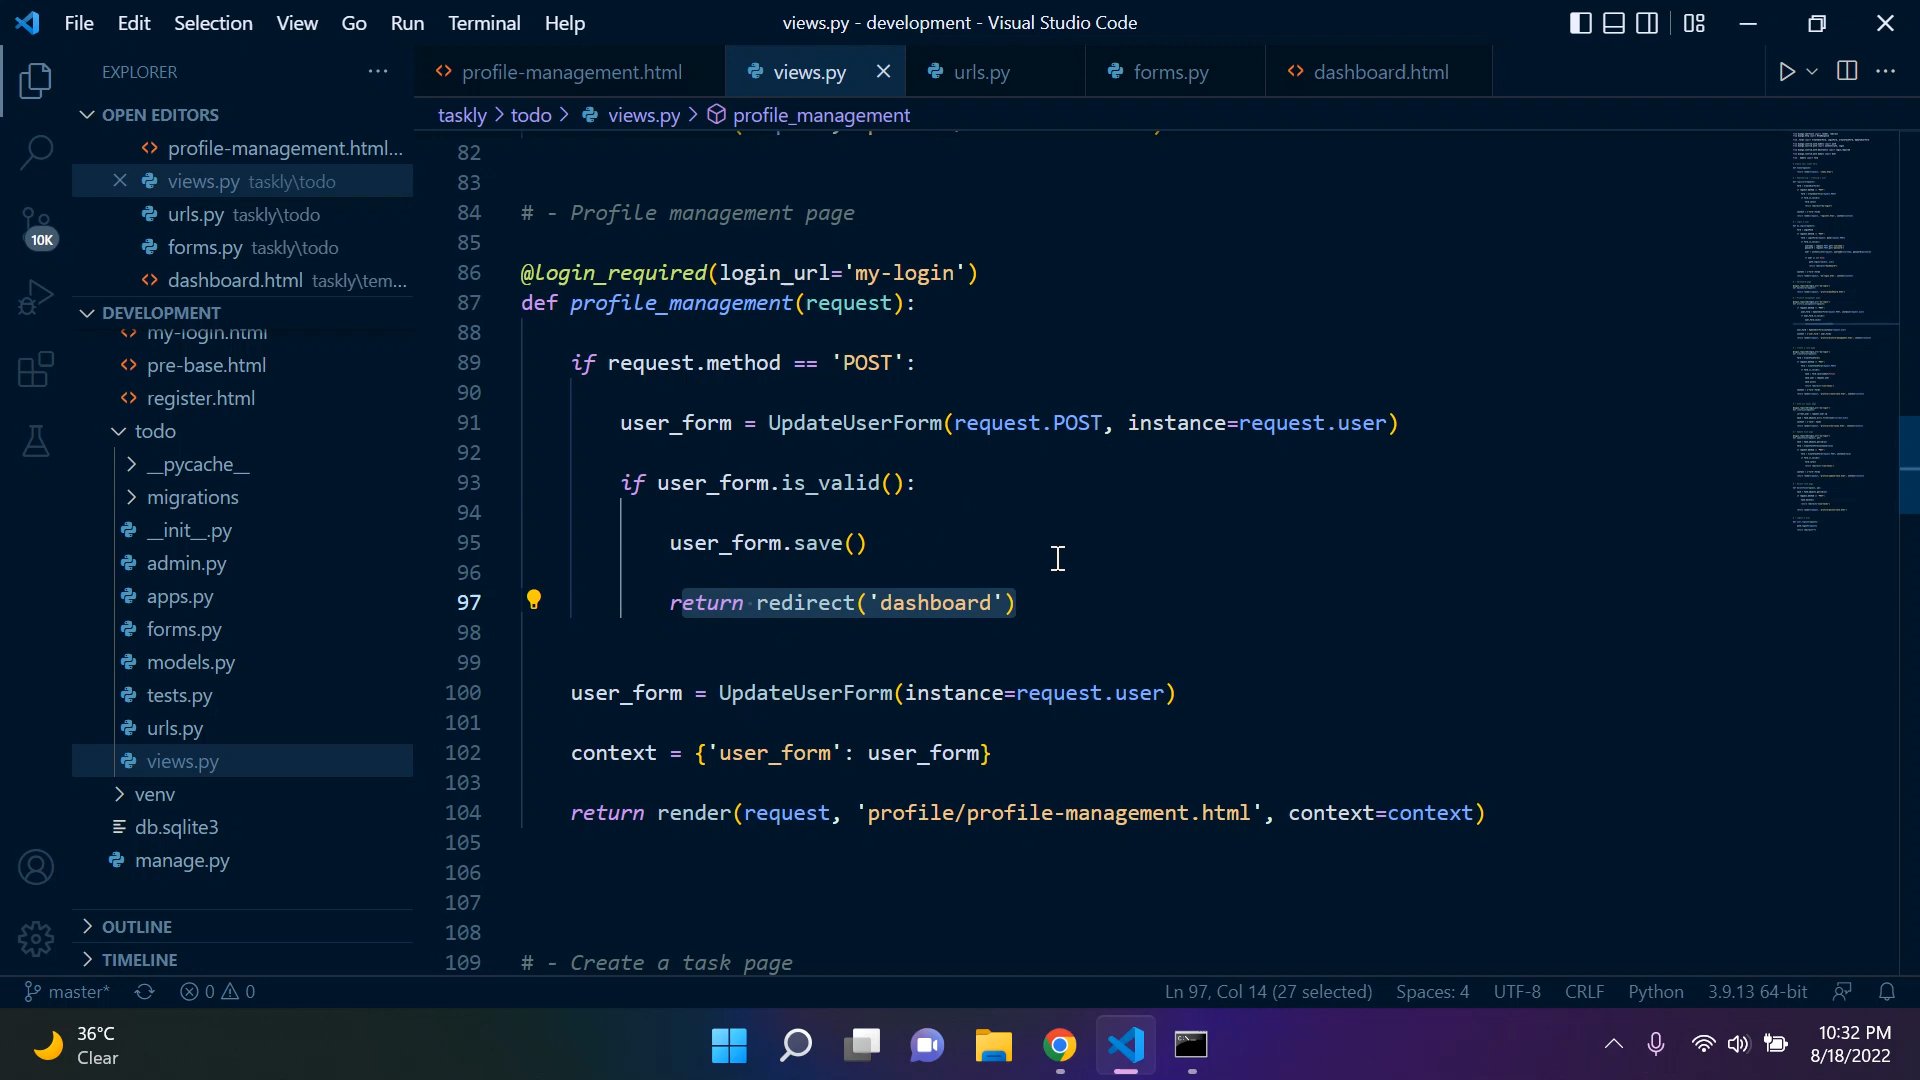 File Edit Selection View Go Run Terminal Help
views.py - development - Visual Studio Code
EXPLORER
OPEN EDITORS
profile-management.html...
views.py taskly\todo
urls.py taskly\todo
forms.py taskly\todo
dashboard.html taskly\tem...
DEVELOPMENT
my-login.html
pre-base.html
register.html
todo
__pycache__
migrations
__init__.py
admin.py
apps.py
forms.py
models.py
tests.py
urls.py
views.py
venv
db.sqlite3
manage.py
OUTLINE
TIMELINE
10K
profile-management.html
views.py
urls.py
forms.py
dashboard.html
taskly > todo > views.py > profile_management
82
83
84 # - Profile management page
85
86 @login_required(login_url='my-login')
87 def profile_management(request):
88
89 if request.method == 'POST':
90
91 user_form = UpdateUserForm(request.POST, instance=request.user)
92
93 if user_form.is_valid():
94
95 user_form.save()
96
97 return redirect('dashboard')
98
99
100 user_form = UpdateUserForm(instance=request.user)
101
102 context = {'user_form': user_form}
103
104 return render(request, 'profile/profile-management.html', context=context)
105
106
107
108
109 # - Create a task page
master* 0 0
Ln 97, Col 14 (27 selected) Spaces: 4 UTF-8 CRLF Python 3.9.13 64-bit
36°C
Clear
10:32 PM
8/18/2022